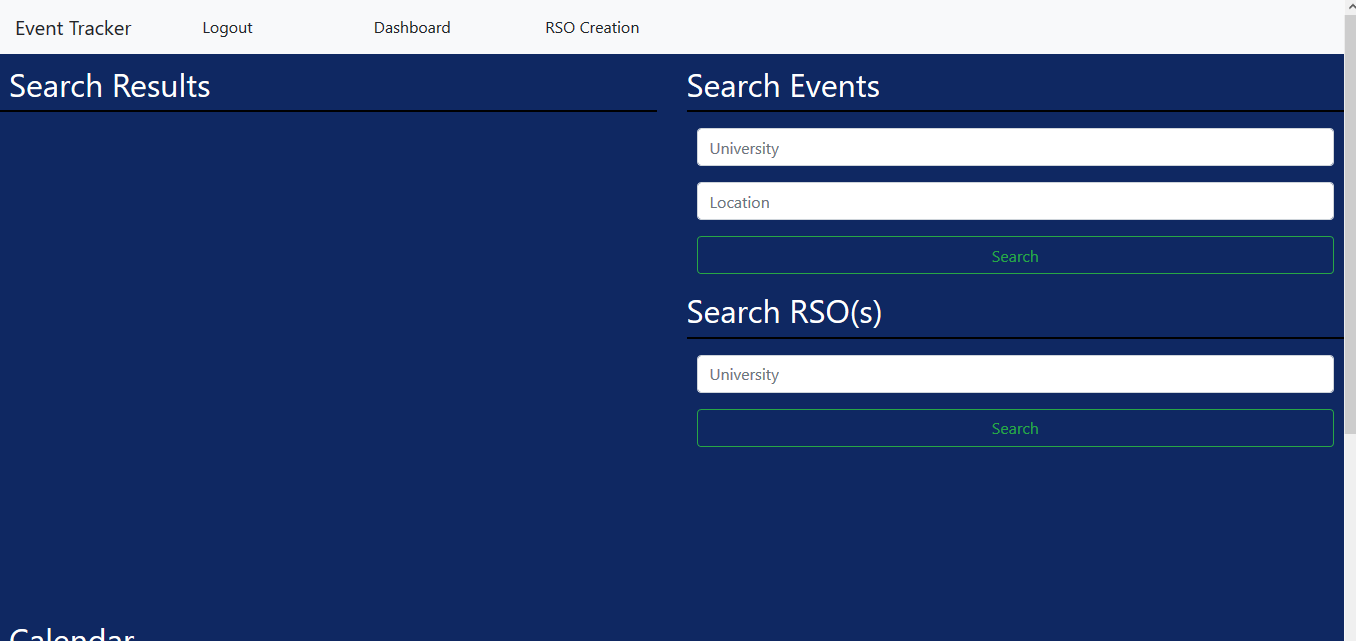 Event Tracker Logout Dashboard RSO Creation
Search Results
Search Events
University
Location
Search
Search RSO(s)
University
Search
Calendar